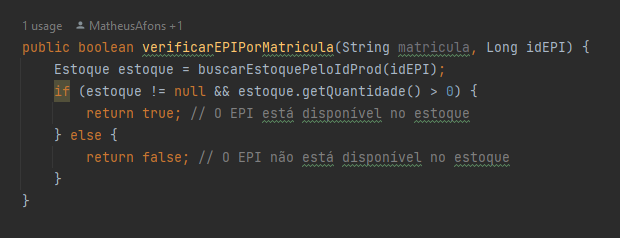 1 usage MatheusAfons +1
public boolean verificarEPIPorMatricula(String matricula, Long idEPI) {
    Estoque estoque = buscarEstoquePeloIdProd(idEPI);
    if (estoque != null && estoque.getQuantidade() > 0) {
        return true; // O EPI está disponível no estoque
    } else {
        return false; // O EPI não está disponível no estoque
    }
}